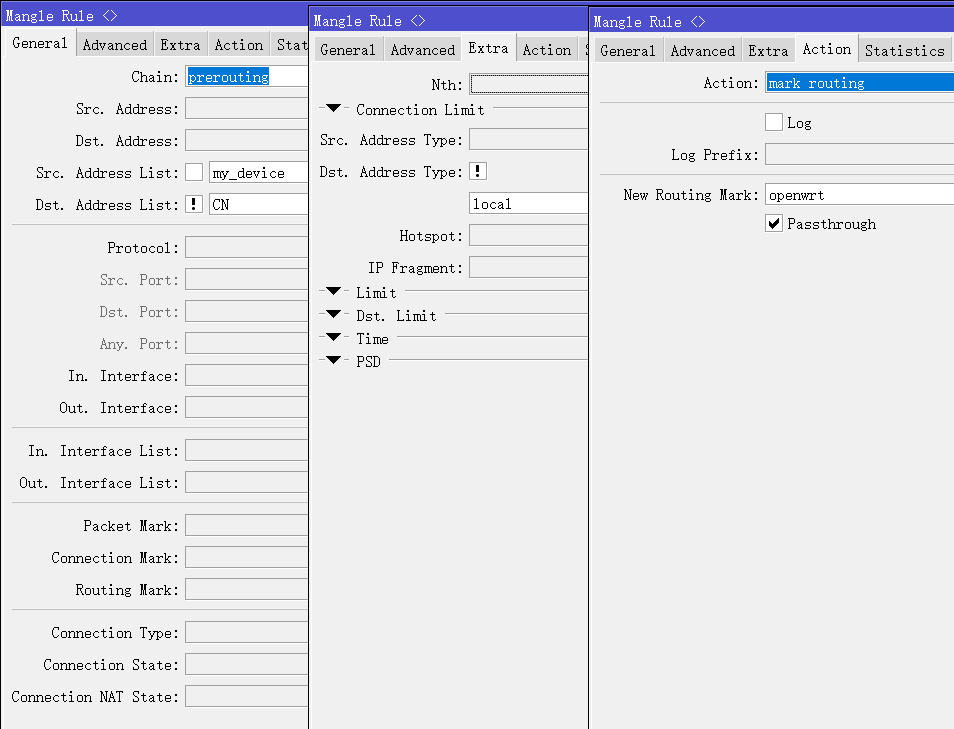 Mangle Rule <>
General Advanced Extra Action Stat
Chain: prerouting
Src. Address:
Dst. Address:
Src. Address List: my_device
Dst. Address List: ! CN
Protocol:
Src. Port:
Dst. Port:
Any. Port:
In. Interface:
Out. Interface:
In. Interface List:
Out. Interface List:
Packet Mark:
Connection Mark:
Routing Mark:
Connection Type:
Connection State:
Connection NAT State:
Mangle Rule <>
General Advanced Extra Action
Nth:
Connection Limit
Src. Address Type:
Dst. Address Type: !
local
Hotspot:
IP Fragment:
Limit
Dst. Limit
Time
PSD
Mangle Rule <>
General Advanced Extra Action Statistics
Action: mark routing
Log
Log Prefix:
New Routing Mark: openwrt
Passthrough